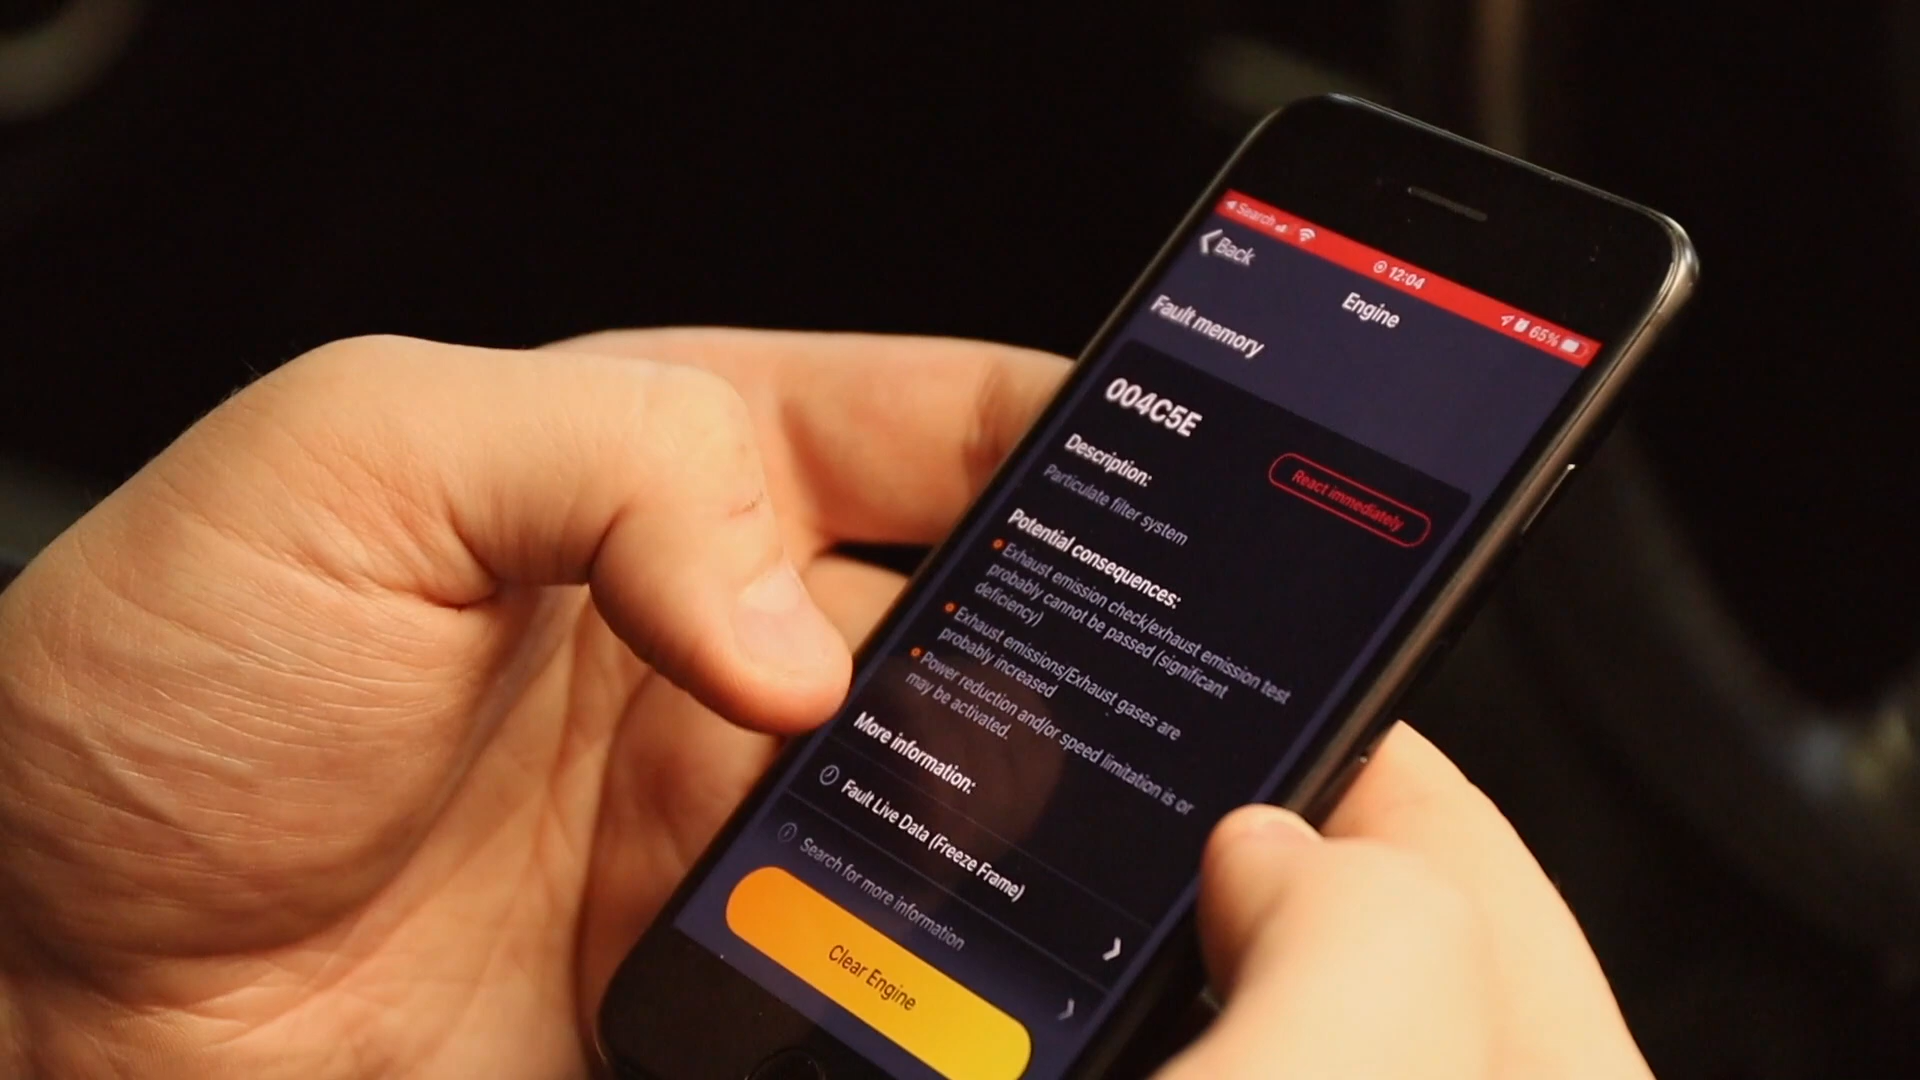 Search
12:04
65%
Back
Engine
Fault memory
004C5E
React immediately
Description:
Particulate filter system
Potential consequences:
Exhaust emission check/exhaust emission test
probably cannot be passed (significant
deficiency)
Exhaust emissions/Exhaust gases are
probably increased
Power reduction and/or speed limitation is or
may be activated.
More information:
Fault Live Data (Freeze Frame)
Search for more information
Clear Engine